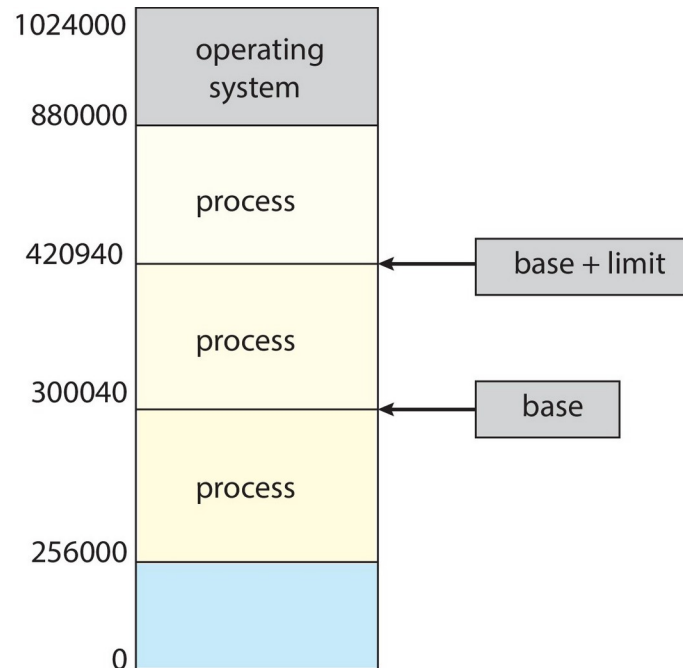 1024000
operating
system
880000
process
420940
base + limit
process
300040
base
process
256000
0